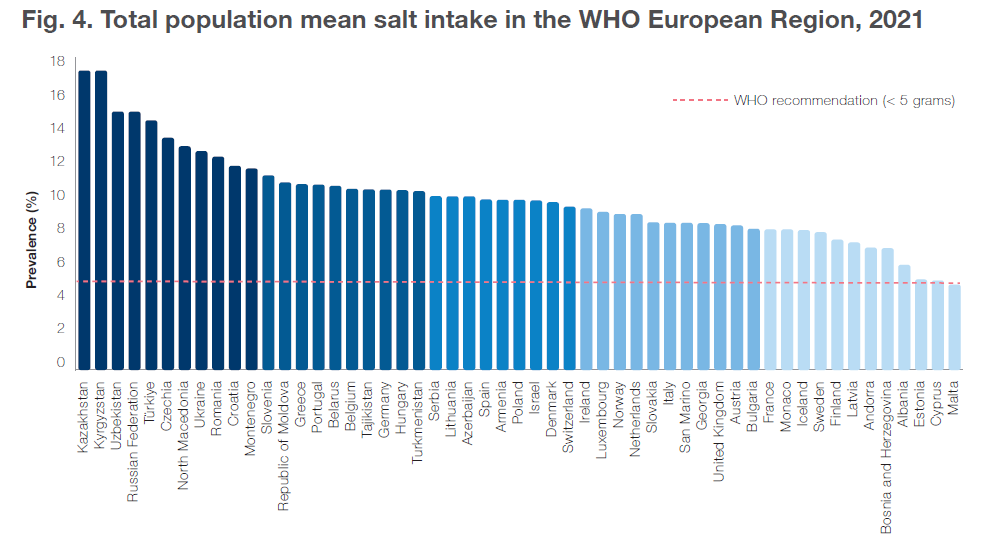 Fig. 4. Total population mean salt intake in the WHO European Region, 2021
18
16
14
12
10
8
6
4
2
0
Prevalence (%)
WHO recommendation (< 5 grams)
Kazakhstan
Kyrgyzstan
Uzbekistan
Russian Federation
Türkiye
Czechia
North Macedonia
Ukraine
Romania
Croatia
Montenegro
Slovenia
Republic of Moldova
Greece
Portugal
Belarus
Belgium
Tajikistan
Germany
Hungary
Turkmenistan
Serbia
Lithuania
Azerbaijan
Spain
Armenia
Poland
Israel
Denmark
Switzerland
Ireland
Luxembourg
Norway
Netherlands
Slovakia
Italy
San Marino
Georgia
United Kingdom
Austria
Bulgaria
France
Monaco
Iceland
Sweden
Finland
Latvia
Andorra
Bosnia and Herzegovina
Albania
Estonia
Cyprus
Malta